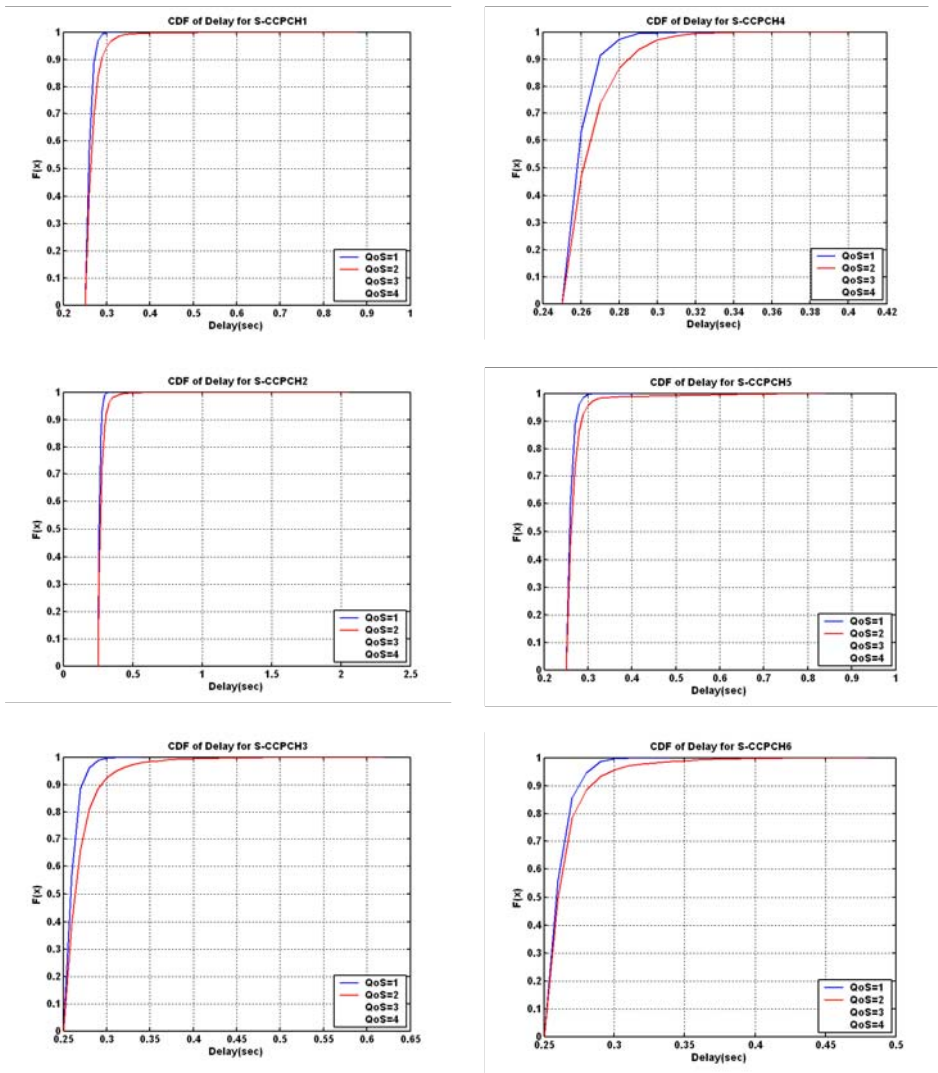 CDF of Delay for S-CCPCH1
1
0.9
0.8
0.7
0.6
0.5
0.4
0.3
0.2
0.1
0
F(x)
QoS=1
QoS=2
QoS=3
QoS=4
0.2 0.3 0.4 0.5 0.6 0.7 0.8 0.9 1
Delay(sec)
CDF of Delay for S-CCPCH4
1
0.9
0.8
0.7
0.6
0.5
0.4
0.3
0.2
0.1
0
F(x)
QoS=1
QoS=2
QoS=3
QoS=4
0.24 0.26 0.28 0.3 0.32 0.34 0.36 0.38 0.4 0.42
Delay(sec)
CDF of Delay for S-CCPCH2
1
0.9
0.8
0.7
0.6
0.5
0.4
0.3
0.2
0.1
0
F(x)
QoS=1
QoS=2
QoS=3
QoS=4
0 0.5 1 1.5 2 2.5
Delay(sec)
CDF of Delay for S-CCPCH5
1
0.9
0.8
0.7
0.6
0.5
0.4
0.3
0.2
0.1
0
F(x)
QoS=1
QoS=2
QoS=3
QoS=4
0.2 0.3 0.4 0.5 0.6 0.7 0.8 0.9 1
Delay(sec)
CDF of Delay for S-CCPCH3
1
0.9
0.8
0.7
0.6
0.5
0.4
0.3
0.2
0.1
0
F(x)
QoS=1
QoS=2
QoS=3
QoS=4
0.25 0.3 0.35 0.4 0.45 0.5 0.55 0.6 0.65
Delay(sec)
CDF of Delay for S-CCPCH6
1
0.9
0.8
0.7
0.6
0.5
0.4
0.3
0.2
0.1
0
F(x)
QoS=1
QoS=2
QoS=3
QoS=4
0.25 0.3 0.35 0.4 0.45 0.5
Delay(sec)